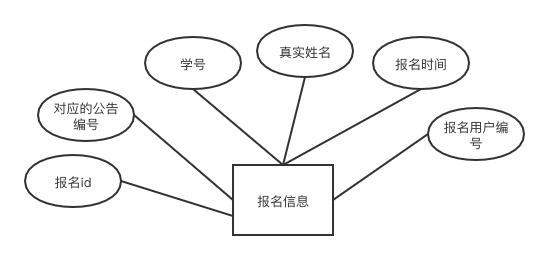 真实姓名
学号
报名时间
对应的公告
编号
报名用户编
号
报名id
报名信息